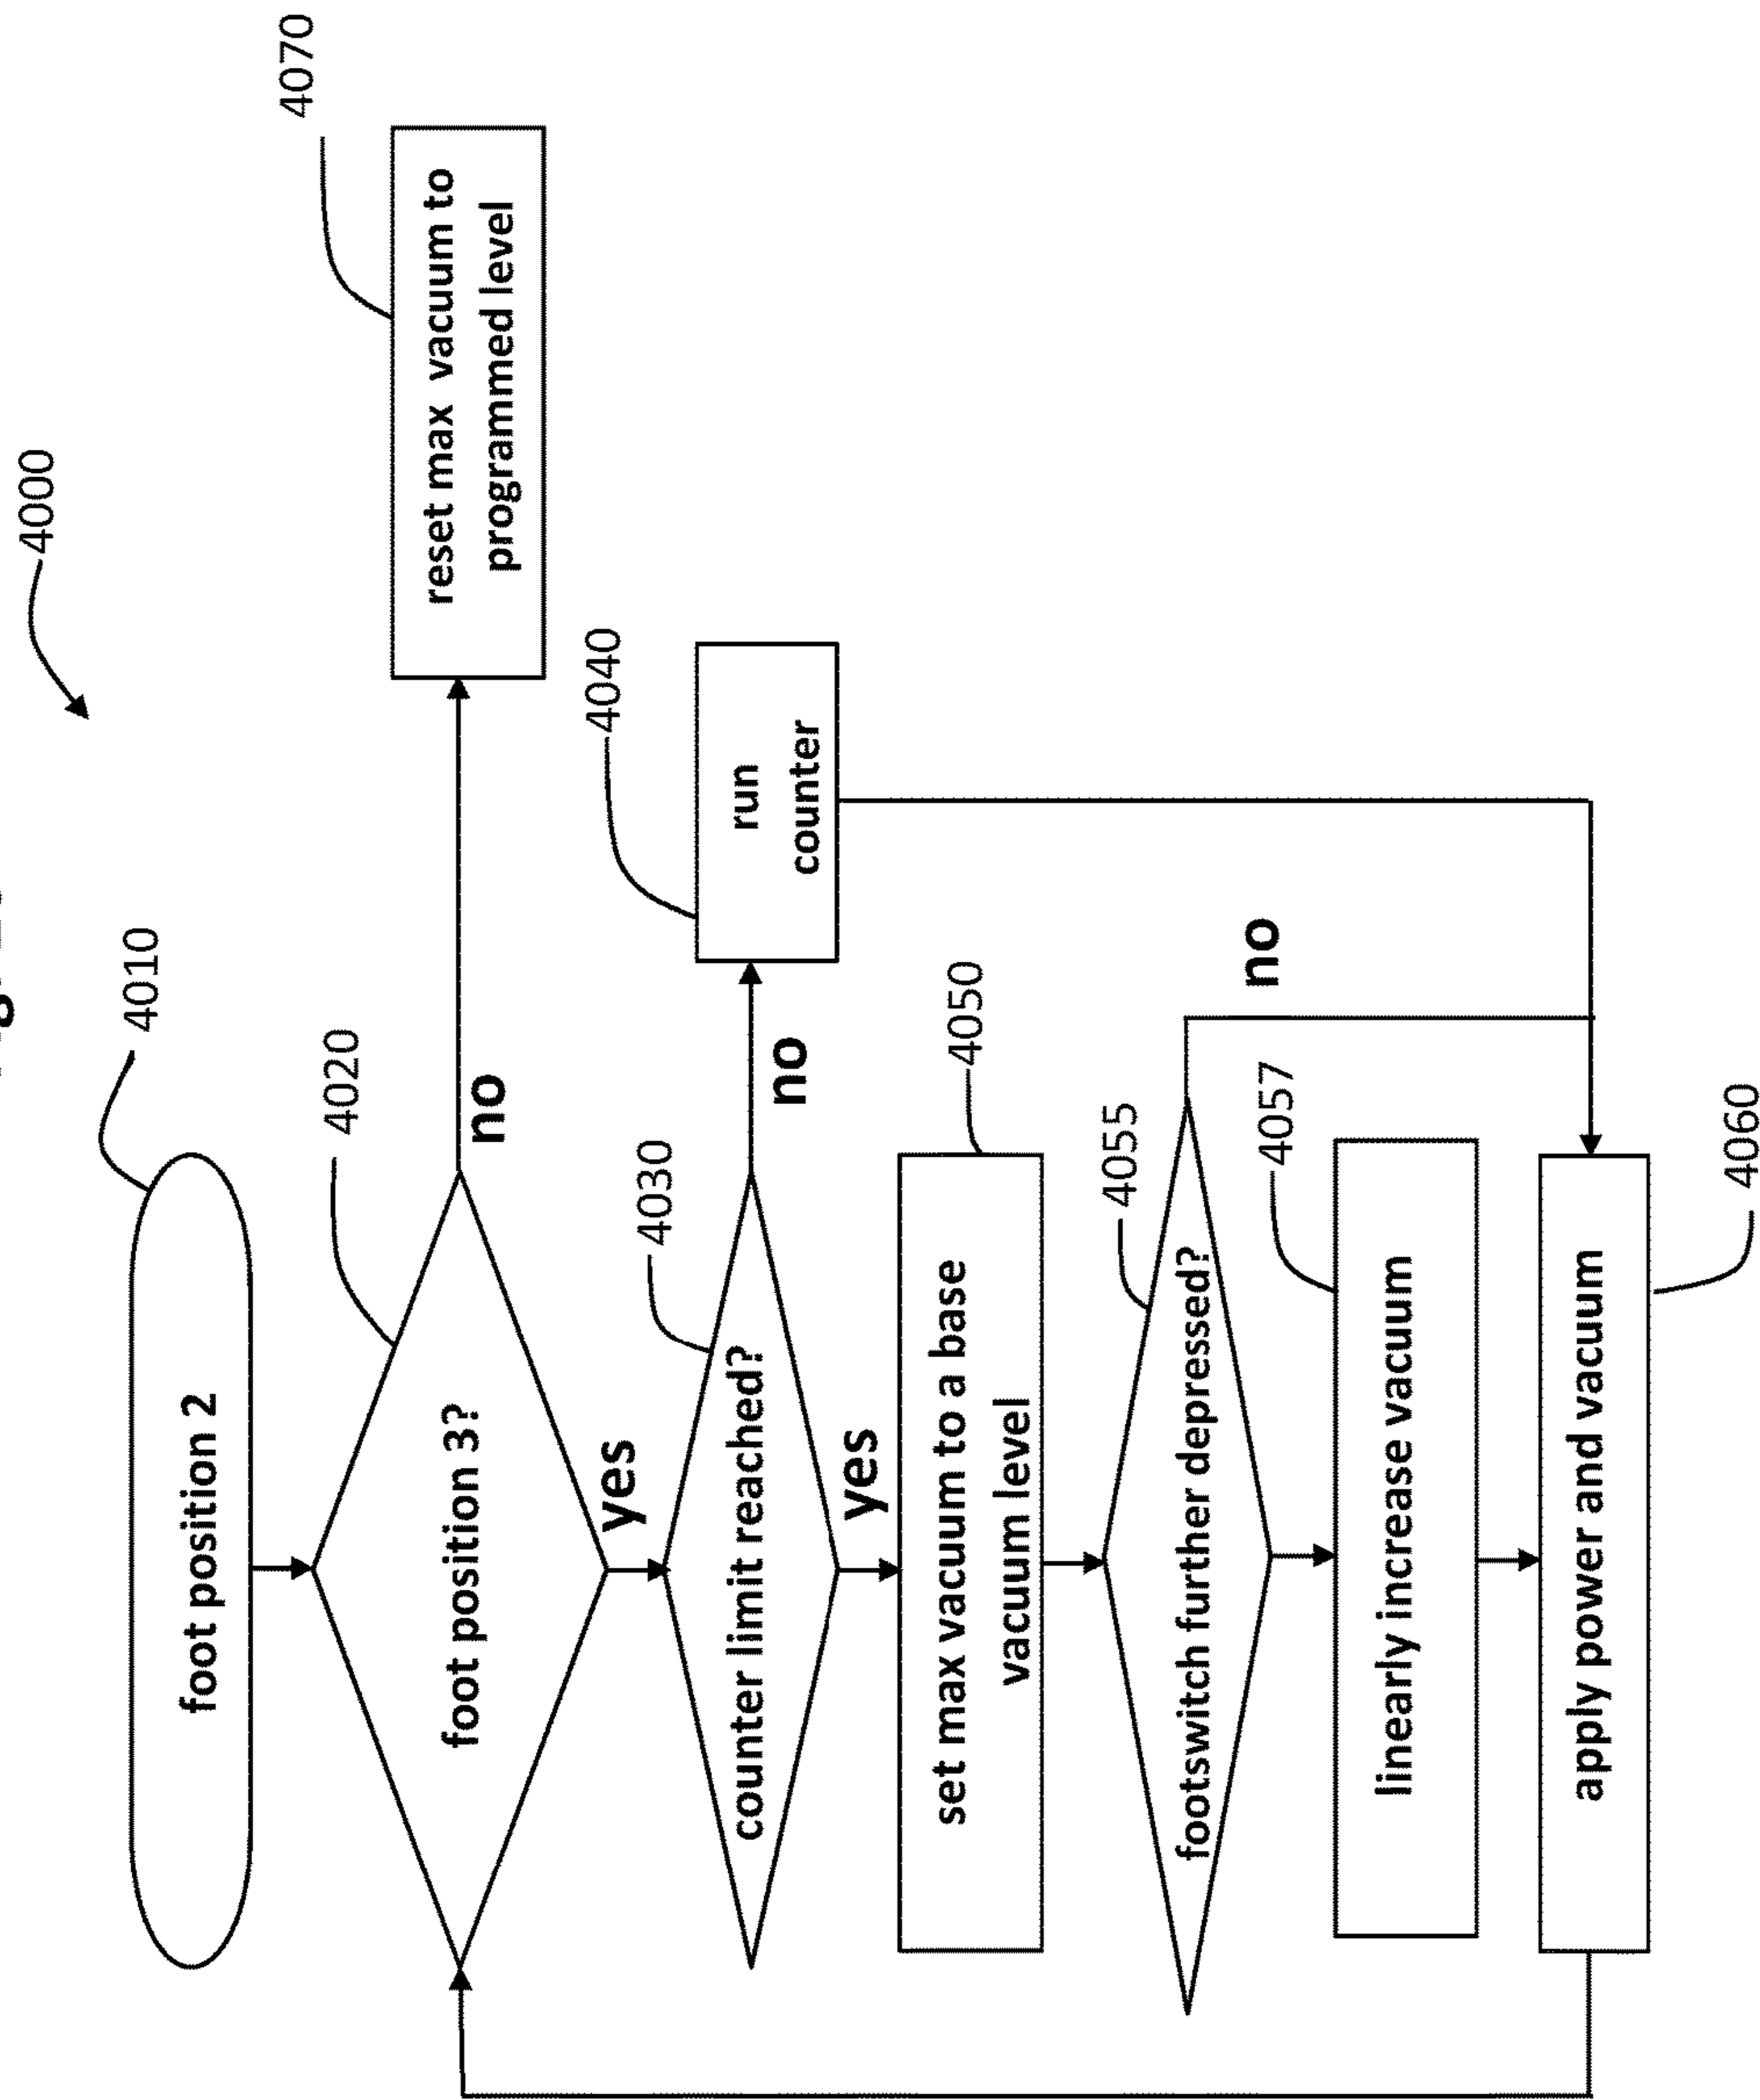 4000
4010
foot position 2
4020
foot position 3?
no
4070
reset max vacuum to
programmed level
yes
4030
counter limit reached?
no
4040
run
counter
yes
4050
set max vacuum to a base
vacuum level
4055
footswitch further depressed?
no
4057
linearly increase vacuum
4060
apply power and vacuum